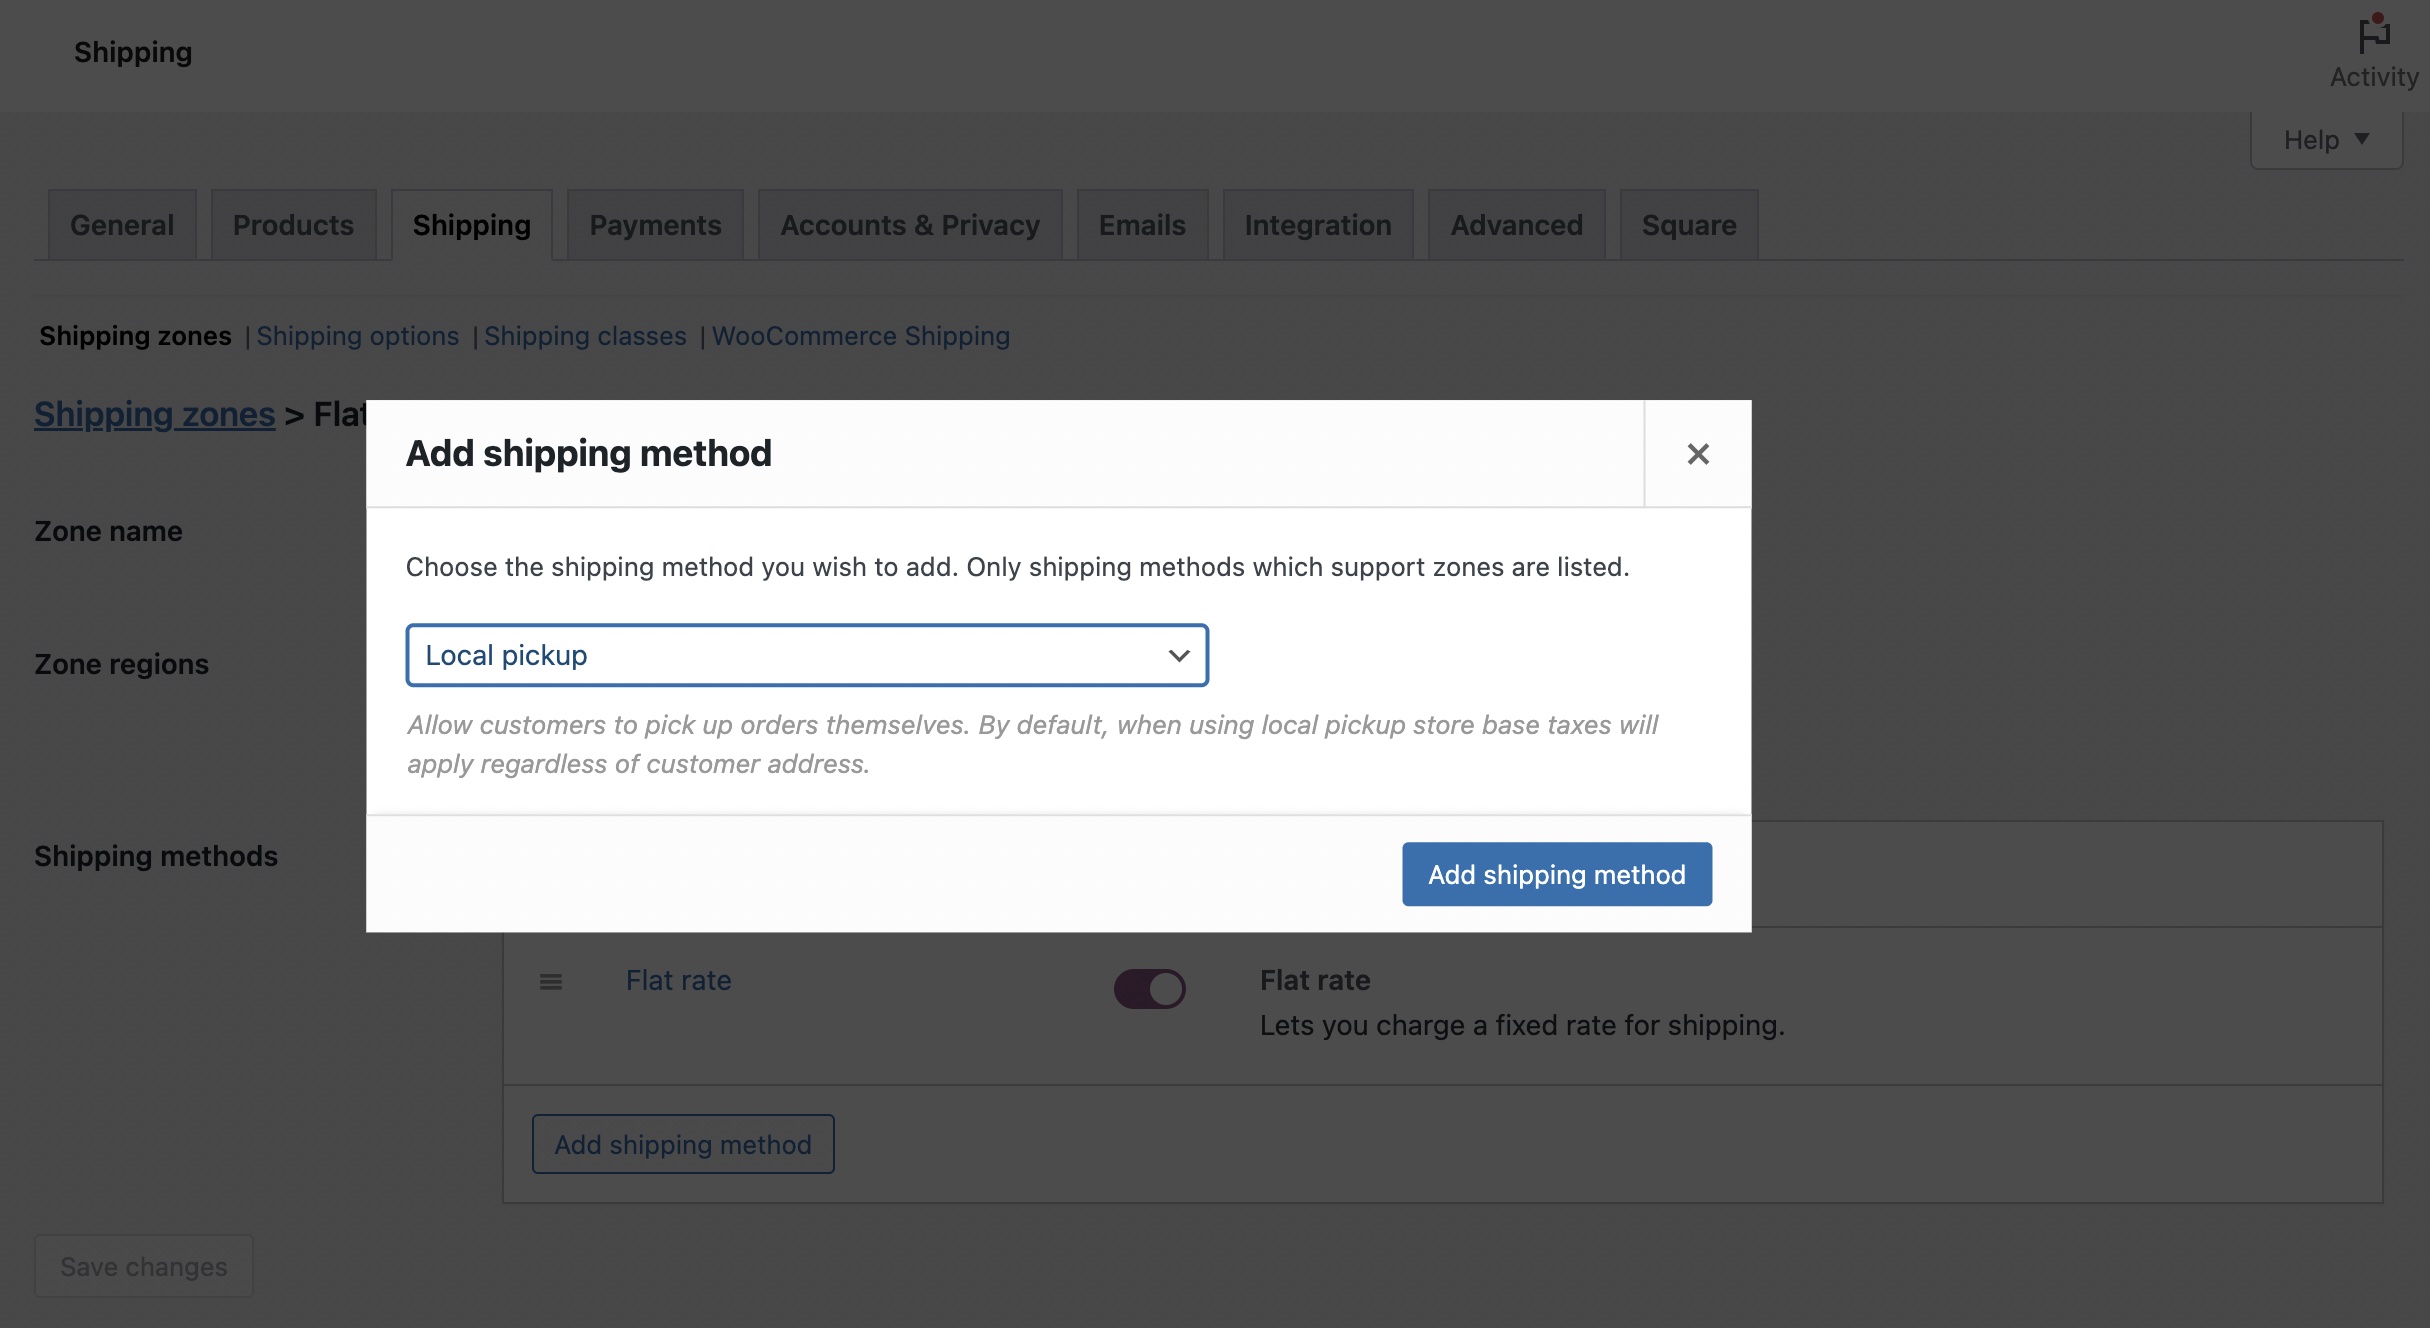 Shipping
Activity
Help
General Products Shipping Payments Accounts & Privacy Emails Integration Advanced Square
Shipping zones | Shipping options | Shipping classes | WooCommerce Shipping
Shipping zones > Flat
Add shipping method
Zone name
Choose the shipping method you wish to add. Only shipping methods which support zones are listed.
Zone regions
Local pickup
Allow customers to pick up orders themselves. By default, when using local pickup store base taxes will
apply regardless of customer address.
Shipping methods
Add shipping method
Flat rate
Flat rate
Lets you charge a fixed rate for shipping.
Add shipping method
Save changes